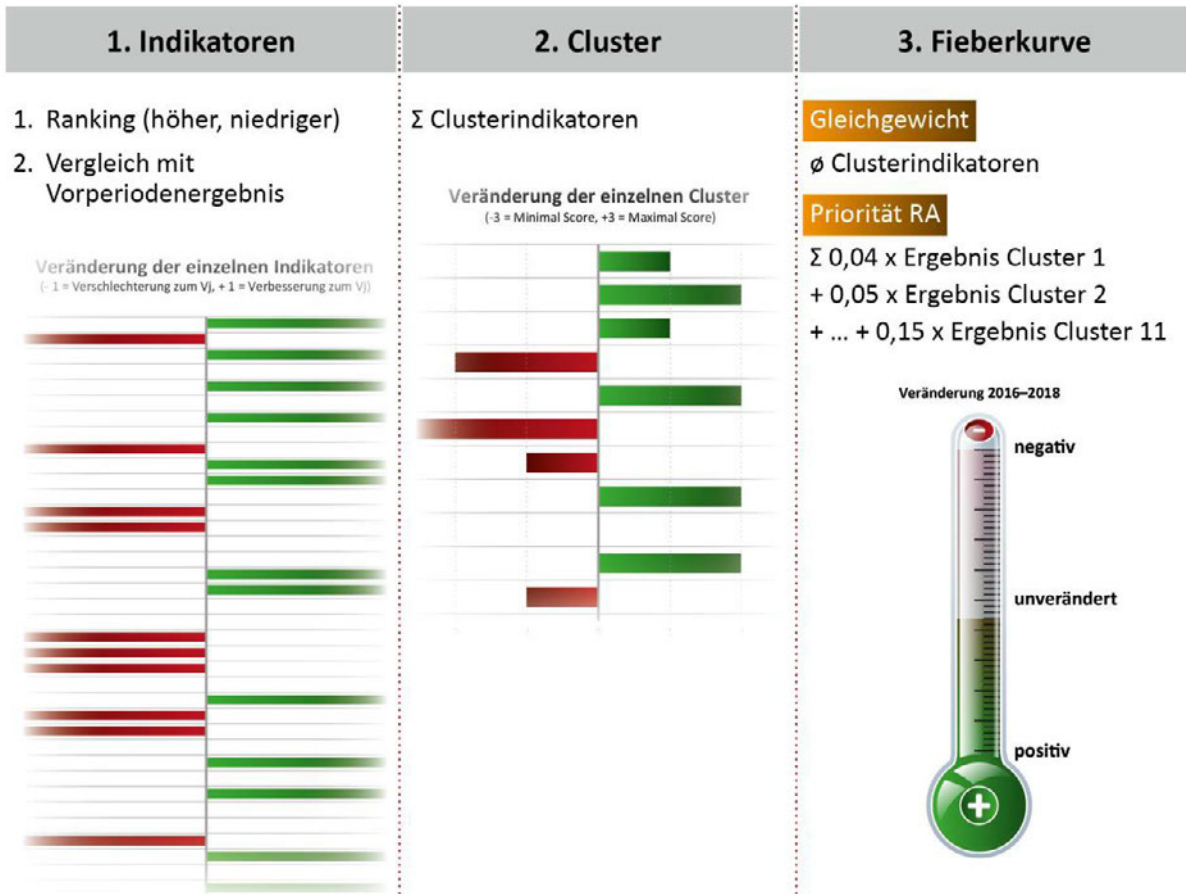 1. Indikatoren
1. Ranking (höher, niedriger)
2. Vergleich mit
Vorperiodenergebnis
Veränderung der einzelnen Indikatoren
(- 1 = Verschlechterung zum Vj, + 1 = Verbesserung zum Vj)
2. Cluster
Σ Clusterindikatoren
Veränderung der einzelnen Cluster
(-3 = Minimal Score, +3 = Maximal Score)
3. Fieberkurve
Gleichgewicht
ø Clusterindikatoren
Priorität RA
Σ 0,04 x Ergebnis Cluster 1
+ 0,05 x Ergebnis Cluster 2
+ ... + 0,15 x Ergebnis Cluster 11
Veränderung 2016–2018
-
negativ
unverändert
positiv
+